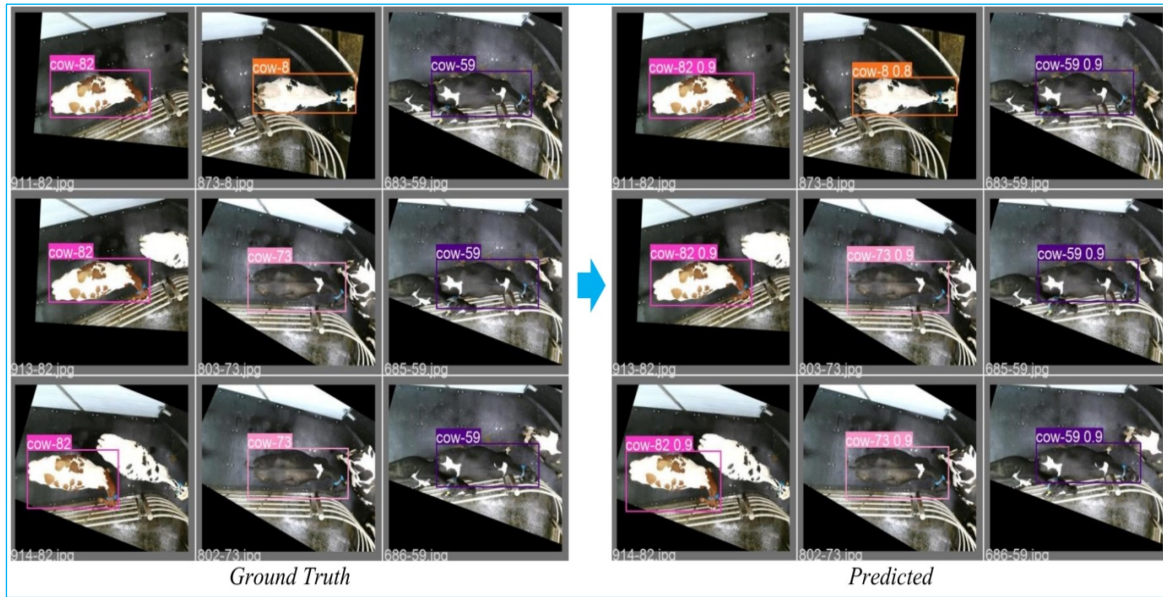 cow-82
cow-8
cow-59
911-82.jpg
873-8.jpg
683-59.jpg
cow-82
cow-73
cow-59
913-82.jpg
803-73.jpg
685-59.jpg
cow-82
cow-73
cow-59
914-82.jpg
802-73.jpg
686-59.jpg
Ground Truth
cow-82 0.9
cow-8 0.8
cow-59 0.9
911-82.jpg
873-8.jpg
683-59.jpg
cow-82 0.9
cow-73 0.9
cow-59 0.9
913-82.jpg
803-73.jpg
685-59.jpg
cow-82 0.9
cow-73 0.9
cow-59 0.9
914-82.jpg
802-73.jpg
686-59.jpg
Predicted